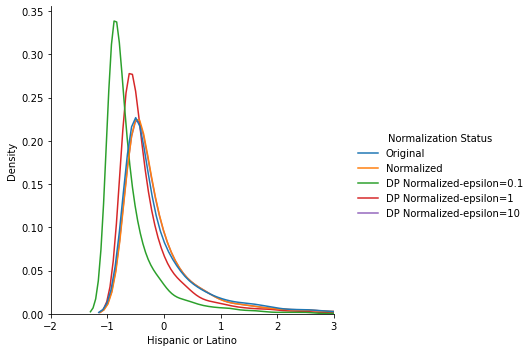 0.35
0.30
0.25
0.20
0.15
0.10
0.05
0.00
Density
−2
−1
0
1
2
3
Hispanic or Latino
Normalization Status
Original
Normalized
DP Normalized-epsilon=0.1
DP Normalized-epsilon=1
DP Normalized-epsilon=10